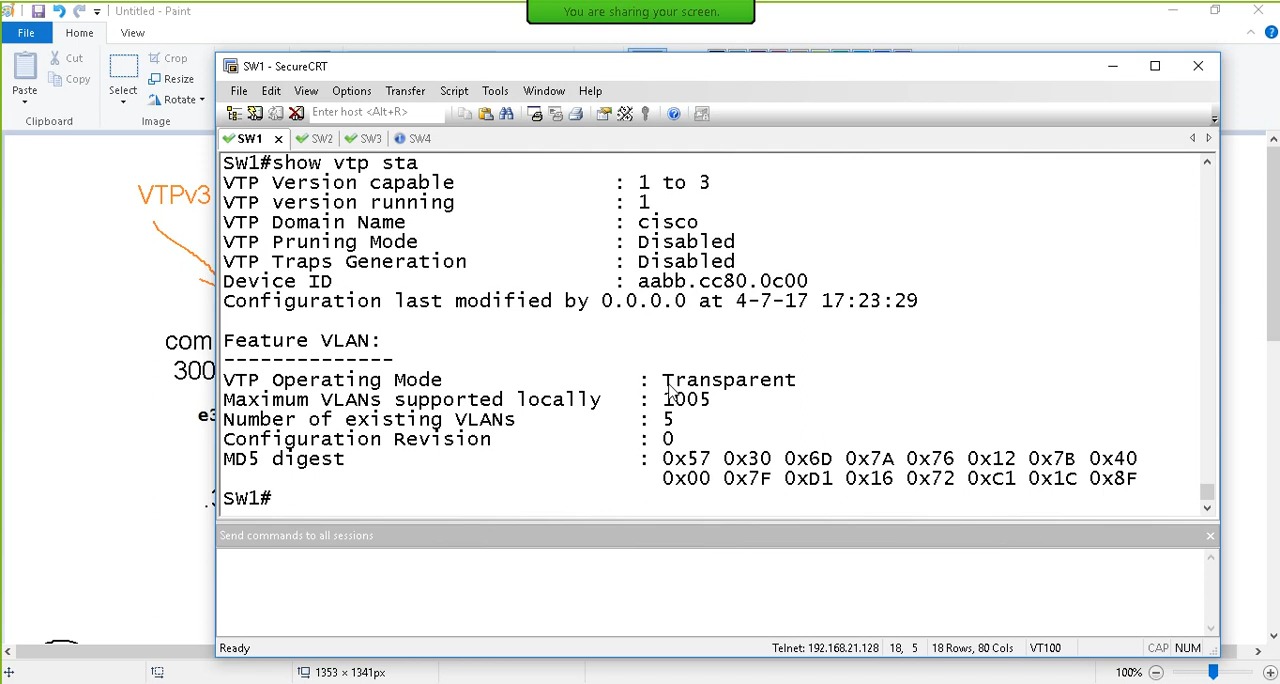 You are sharing your screen.
Untitled - Paint
File Home View
Cut
Copy
Paste
Clipboard
Select
Crop
Resize
Rotate
Image
VTPv3
com
300
e3
SW1 - SecureCRT
File Edit View Options Transfer Script Tools Window Help
Enter host <Alt+R>
SW1 SW2 SW3 SW4
SW1#show vtp sta
VTP Version capable : 1 to 3
VTP version running : 1
VTP Domain Name : cisco
VTP Pruning Mode : Disabled
VTP Traps Generation : Disabled
Device ID : aabb.cc80.0c00
Configuration last modified by 0.0.0.0 at 4-7-17 17:23:29
Feature VLAN:
--------------
VTP Operating Mode : Transparent
Maximum VLANs supported locally : 1005
Number of existing VLANs : 5
Configuration Revision : 0
MD5 digest : 0x57 0x30 0x6D 0x7A 0x76 0x12 0x7B 0x40
0x00 0x7F 0xD1 0x16 0x72 0xC1 0x1C 0x8F
SW1#
Send commands to all sessions
Ready Telnet: 192.168.21.128 18, 5 18 Rows, 80 Cols VT100 CAP NUM
1353 × 1341px 100%